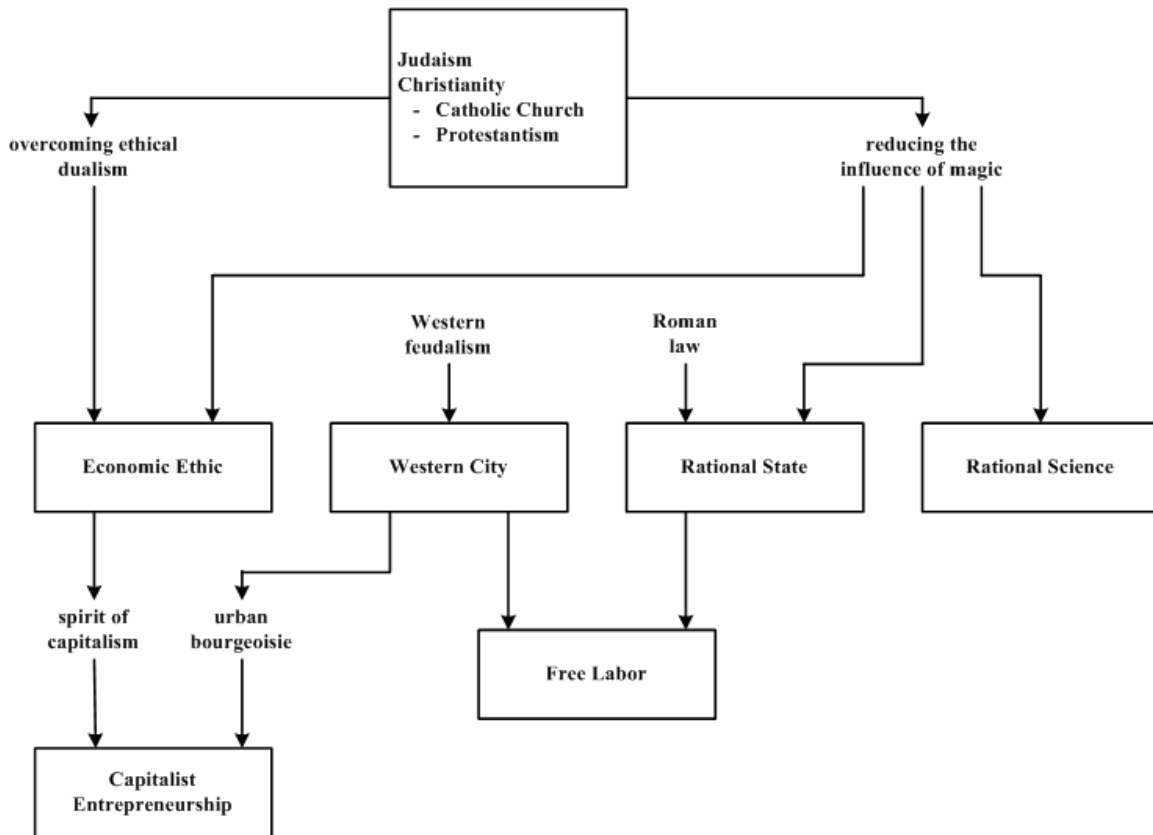 Judaism
Christianity
- Catholic Church
- Protestantism
overcoming ethical
dualism
reducing the
influence of magic
Western
feudalism
Roman
law
Economic Ethic
Western City
Rational State
Rational Science
spirit of
capitalism
urban
bourgeoisie
Free Labor
Capitalist
Entrepreneurship